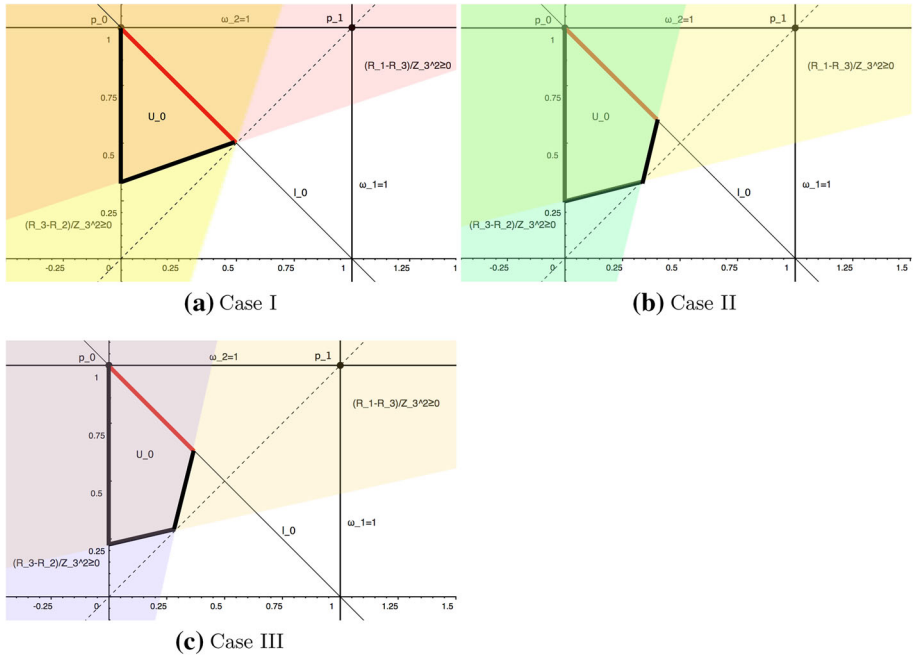 p_0 ω_2=1 p_1
1
(R_1-R_3)/Z_3^2≥0
0.75
U_0
0.5
I_0
ω_1=1
0.25
(R_3-R_2)/Z_3^2≥0
-0.25 0 0.25 0.5 0.75 1 1.25 1
(a) Case I
p_0 ω_2=1 p_1
1
(R_1-R_3)/Z_3^2≥0
0.75
U_0
0.5
I_0
ω_1=1
0.25
(R_3-R_2)/Z_3^2≥0
-0.25 0 0.25 0.5 0.75 1 1.25 1.5
(b) Case II
p_0 ω_2=1 p_1
1
(R_1-R_3)/Z_3^2≥0
0.75
U_0
0.5
I_0
ω_1=1
0.25
(R_3-R_2)/Z_3^2≥0
-0.25 0 0.25 0.5 0.75 1 1.25 1.5
(c) Case III